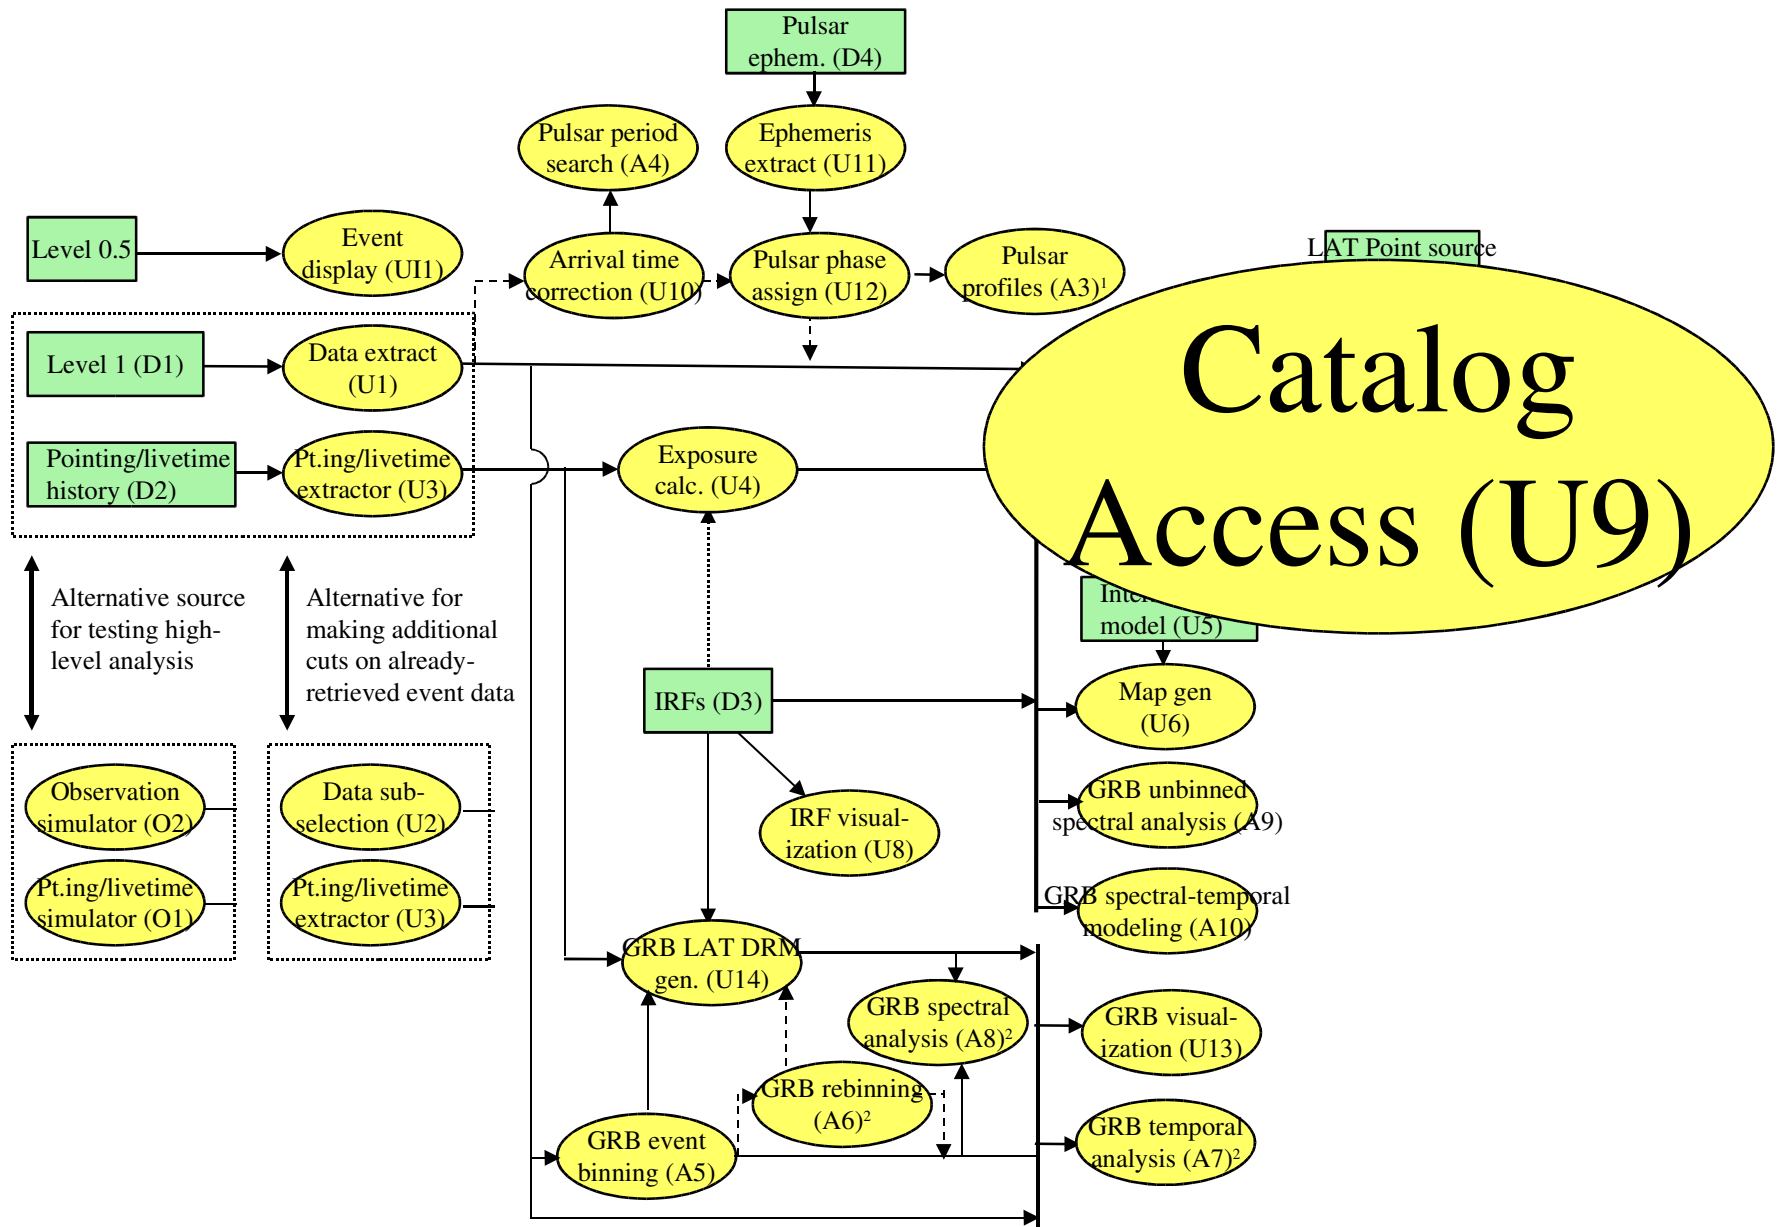 Pulsar
ephem. (D4)
Pulsar period
search (A4)
Ephemeris
extract (U11)
Level 0.5
Event
display (UI1)
Arrival time
correction (U10)
Pulsar phase
assign (U12)
Pulsar
profiles (A3)¹
LAT Point source
Catalog
Access (U9)
Level 1 (D1)
Data extract
(U1)
Pointing/livetime
history (D2)
Pt.ing/livetime
extractor (U3)
Exposure
calc. (U4)
model (U5)
Alternative source
for testing high-
level analysis
Alternative for
making additional
cuts on already-
retrieved event data
IRFs (D3)
Map gen
(U6)
Observation
simulator (O2)
Data sub-
selection (U2)
IRF visual-
ization (U8)
GRB unbinned
spectral analysis (A9)
Pt.ing/livetime
simulator (O1)
Pt.ing/livetime
extractor (U3)
GRB spectral-temporal
modeling (A10)
GRB LAT DRM
gen. (U14)
GRB spectral
analysis (A8)²
GRB visual-
ization (U13)
GRB rebinning
(A6)²
GRB event
binning (A5)
GRB temporal
analysis (A7)²